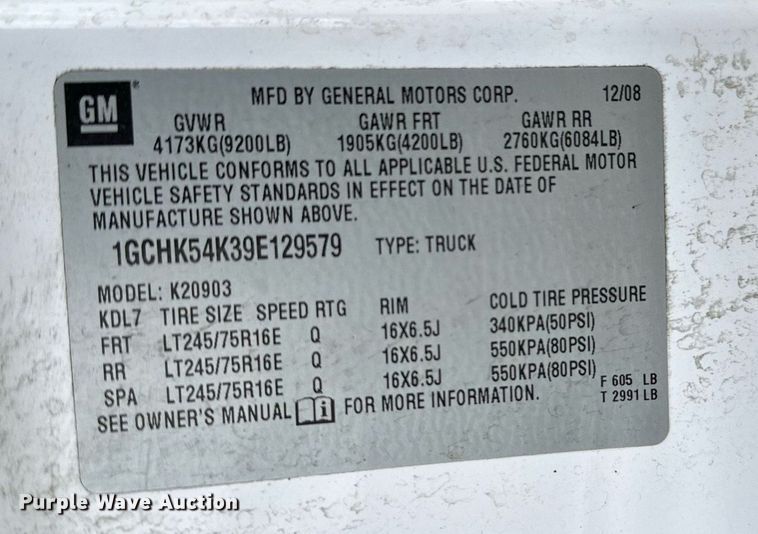 GM MFD BY GENERAL MOTORS CORP. 12/08
GVWR GAWR FRT GAWR RR
4173KG(9200LB) 1905KG(4200LB) 2760KG(6084LB)
THIS VEHICLE CONFORMS TO ALL APPLICABLE U.S. FEDERAL MOTOR
VEHICLE SAFETY STANDARDS IN EFFECT ON THE DATE OF
MANUFACTURE SHOWN ABOVE.
1GCHK54K39E129579 TYPE: TRUCK
MODEL: K20903
KDL7 TIRE SIZE SPEED RTG RIM COLD TIRE PRESSURE
FRT LT245/75R16E Q 16X6.5J 340KPA(50PSI)
RR LT245/75R16E Q 16X6.5J 550KPA(80PSI)
SPA LT245/75R16E Q 16X6.5J 550KPA(80PSI)
F 605 LB
SEE OWNER'S MANUAL i FOR MORE INFORMATION. T 2991 LB
Purple Wave Auction